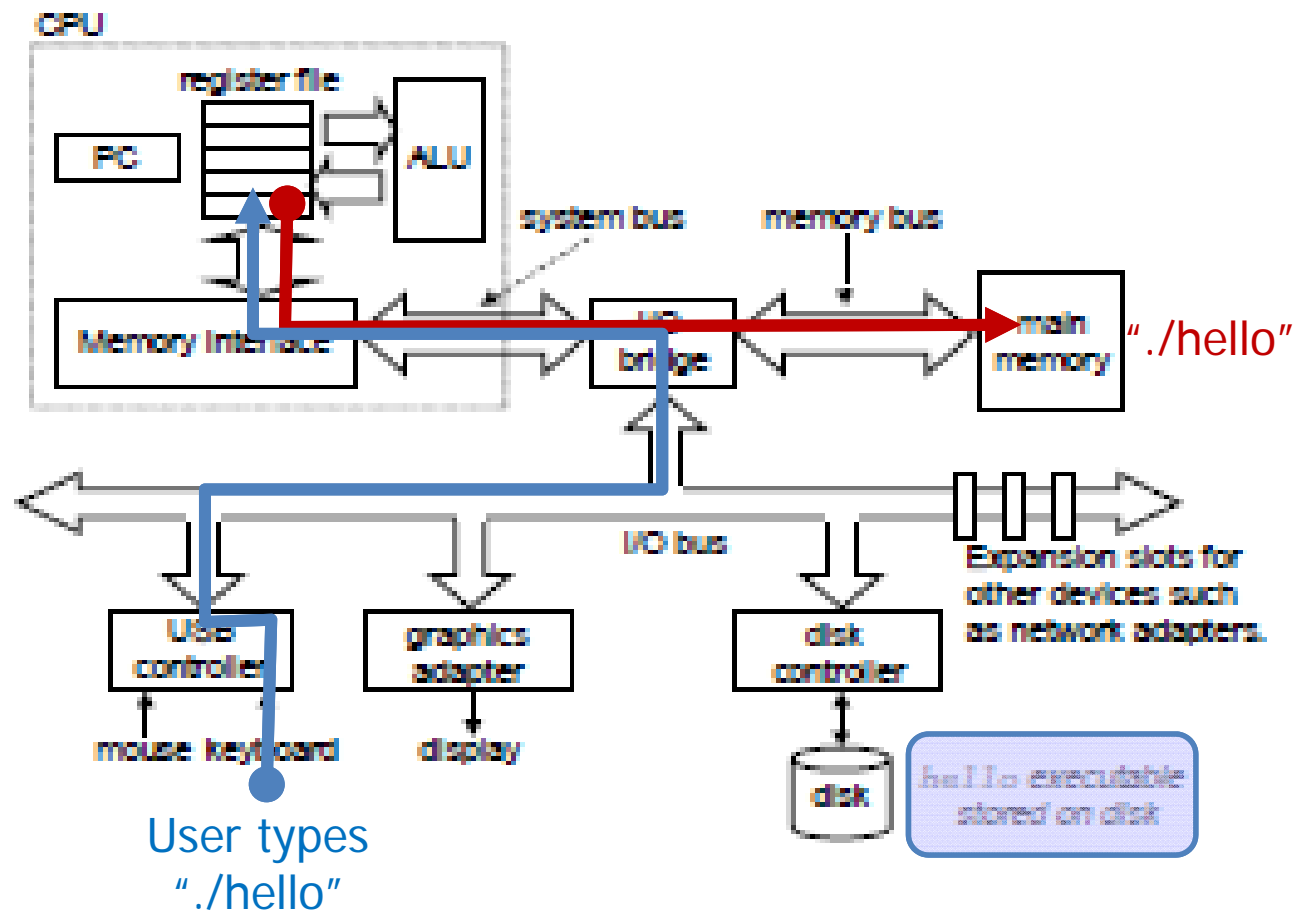 CPU
register file
PC
ALU
system bus
memory bus
Memory Interface
I/O
bridge
main
memory
“./hello”
I/O bus
Expansion slots for
other devices such
as network adapters.
USB
controller
graphics
adapter
disk
controller
mouse keyboard
display
disk
hello executable
stored on disk
User types
“./hello”